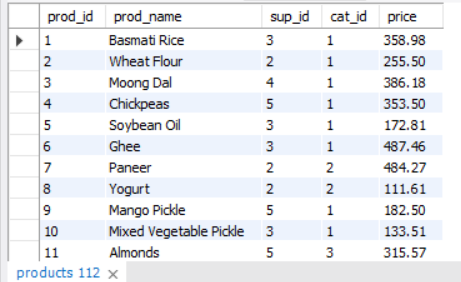 prod_id prod_name sup_id cat_id price
1 Basmati Rice 3 1 358.98
2 Wheat Flour 2 1 255.50
3 Moong Dal 4 1 386.18
4 Chickpeas 5 1 353.50
5 Soybean Oil 3 1 172.81
6 Ghee 3 1 487.46
7 Paneer 2 2 484.27
8 Yogurt 2 2 111.61
9 Mango Pickle 5 1 182.50
10 Mixed Vegetable Pickle 3 1 133.51
11 Almonds 5 3 315.57
products 112